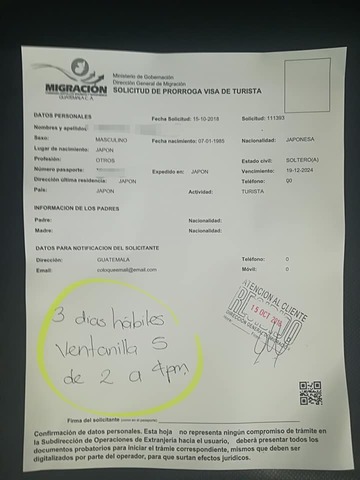 MIGRACIÓN
GUATEMALA C.A.
Ministerio de Gobernación
Dirección General de Migración
SOLICITUD DE PRORROGA VISA DE TURISTA
DATOS PERSONALES Fecha Solicitud: 15-10-2018 Solicitud: 111393
Nombres y apellidos:
Sexo: MASCULINO Fecha nacimiento: 07-01-1985 Nacionalidad: JAPONESA
Lugar de nacimiento: JAPON
Profesión: OTROS Estado civil: SOLTERO(A)
Número pasaporte: Expedido en: JAPON Vencimiento: 19-12-2024
Dirección última residencia: JAPON Teléfono: 00
País: JAPON Actividad: TURISTA
INFORMACION DE LOS PADRES
Padre: Nacionalidad:
Madre: Nacionalidad:
DATOS PARA NOTIFICACION DEL SOLICITANTE
Dirección: GUATEMALA Teléfono: 0
Email: coloqueemail@email.com Móvil: 0
ATENCION AL CLIENTE
15 OCT 2018
3 días hábiles
Ventanilla 5
de 2 a 4pm.
Firma del solicitante
Confirmación de datos personales. Esta hoja no representa ningún compromiso de trámite en
la Subdirección de Operaciones de Extranjería hacia el usuario, deberá presentar todos los
documentos probatorios para iniciar el trámite correspondiente, mismos que deben ser
digitalizados por parte del operador, para que surtan efectos jurídicos.